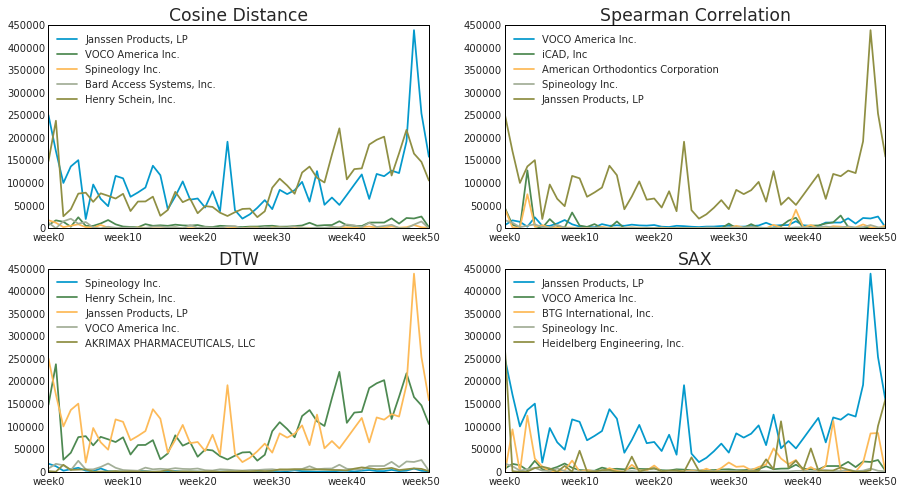 Cosine Distance
450000
400000
350000
300000
250000
200000
150000
100000
50000
0
Janssen Products, LP
VOCO America Inc.
Spineology Inc.
Bard Access Systems, Inc.
Henry Schein, Inc.
week0 week10 week20 week30 week40 week50
Spearman Correlation
450000
400000
350000
300000
250000
200000
150000
100000
50000
0
VOCO America Inc.
iCAD, Inc
American Orthodontics Corporation
Spineology Inc.
Janssen Products, LP
week0 week10 week20 week30 week40 week50
DTW
450000
400000
350000
300000
250000
200000
150000
100000
50000
0
Spineology Inc.
Henry Schein, Inc.
Janssen Products, LP
VOCO America Inc.
AKRIMAX PHARMACEUTICALS, LLC
week0 week10 week20 week30 week40 week50
SAX
450000
400000
350000
300000
250000
200000
150000
100000
50000
0
Janssen Products, LP
VOCO America Inc.
BTG International, Inc.
Spineology Inc.
Heidelberg Engineering, Inc.
week0 week10 week20 week30 week40 week50